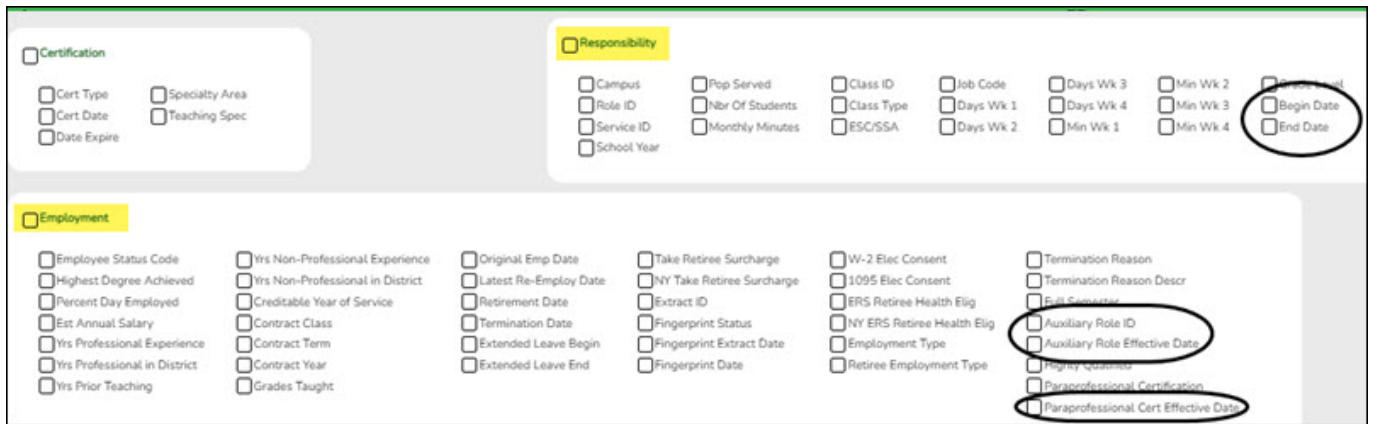 Certification
Cert Type Specialty Area
Cert Date Teaching Spec
Date Expire
Responsibility
Campus Pop Served Class ID Job Code Days Wk 3 Min Wk 2 Grade Level
Role ID Nbr Of Students Class Type Days Wk 1 Days Wk 4 Min Wk 3 Begin Date
Service ID Monthly Minutes ESC/SSA Days Wk 2 Min Wk 1 Min Wk 4 End Date
School Year
Employment
Employee Status Code Yrs Non-Professional Experience Original Emp Date Take Retiree Surcharge W-2 Elec Consent Termination Reason
Highest Degree Achieved Yrs Non-Professional in District Latest Re-Employ Date NY Take Retiree Surcharge 1095 Elec Consent Termination Reason Descr
Percent Day Employed Creditable Year of Service Retirement Date Extract ID ERS Retiree Health Elig Full Semester
Est Annual Salary Contract Class Termination Date Fingerprint Status NY ERS Retiree Health Elig Auxiliary Role ID
Yrs Professional Experience Contract Term Extended Leave Begin Fingerprint Extract Date Employment Type Auxiliary Role Effective Date
Yrs Professional in District Contract Year Extended Leave End Fingerprint Date Retiree Employment Type Highly Qualified
Yrs Prior Teaching Grades Taught Paraprofessional Certification
Paraprofessional Cert Effective Date